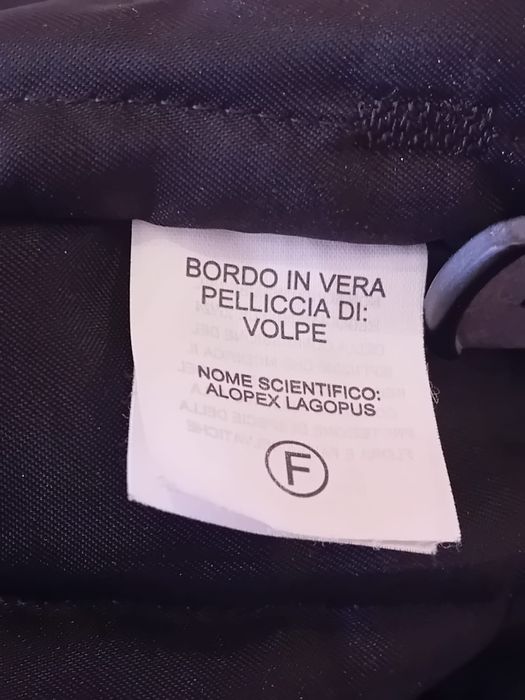 BORDO IN VERA
PELLICCIA DI:
VOLPE
NOME SCIENTIFICO:
ALOPEX LAGOPUS
F